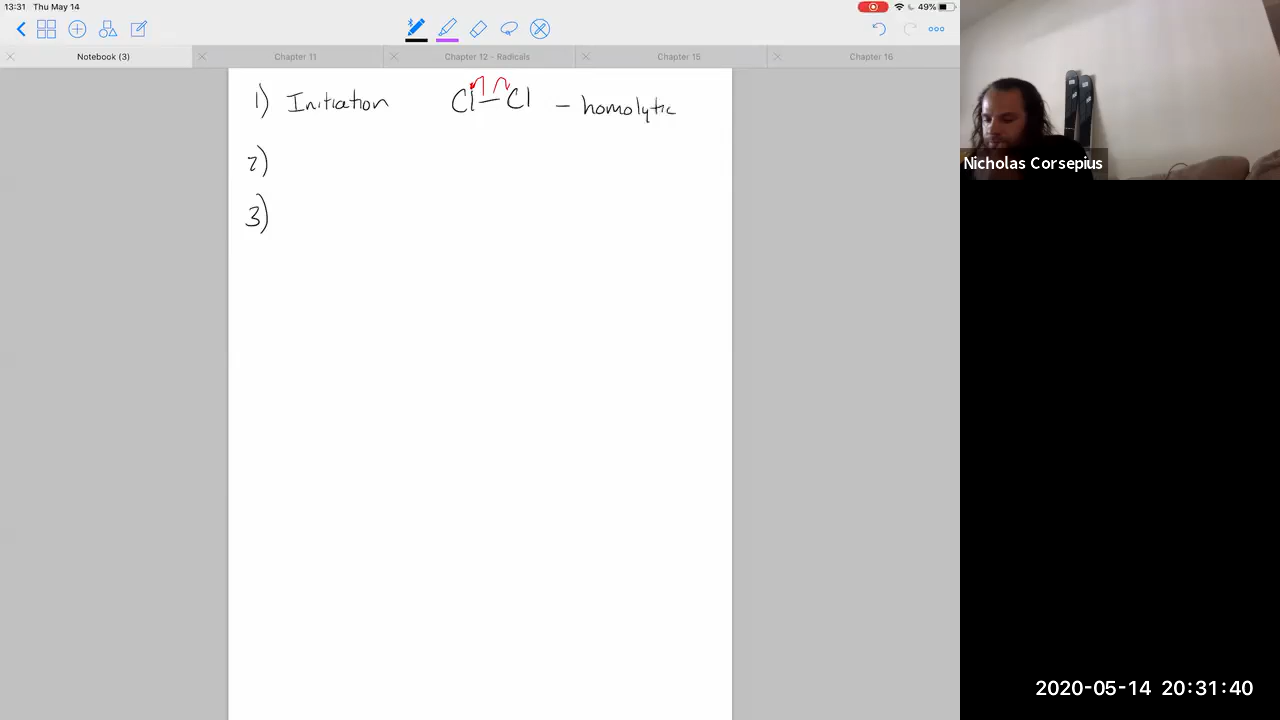 13:31 Thu May 14 49%
Notebook (3) Chapter 11 Chapter 12 - Radicals Chapter 15 Chapter 16
1) Initiation Cl—Cl – homolytic
2)
3)
Nicholas Corsepius
2020-05-14 20:31:40